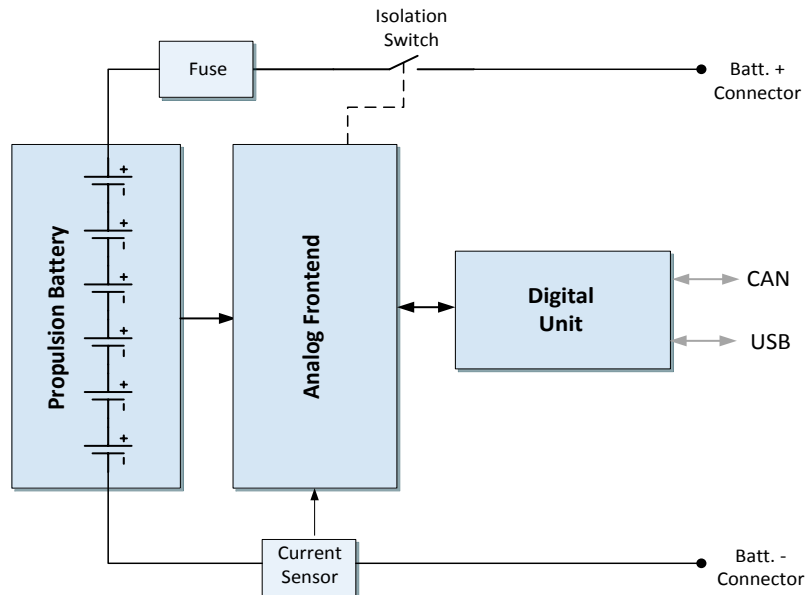 Isolation
Switch
Fuse
Batt. +
Connector
+
-
+
-
+
-
+
-
+
-
+
-
Propulsion Battery
Analog Frontend
Digital
Unit
CAN
USB
Current
Sensor
Batt. -
Connector